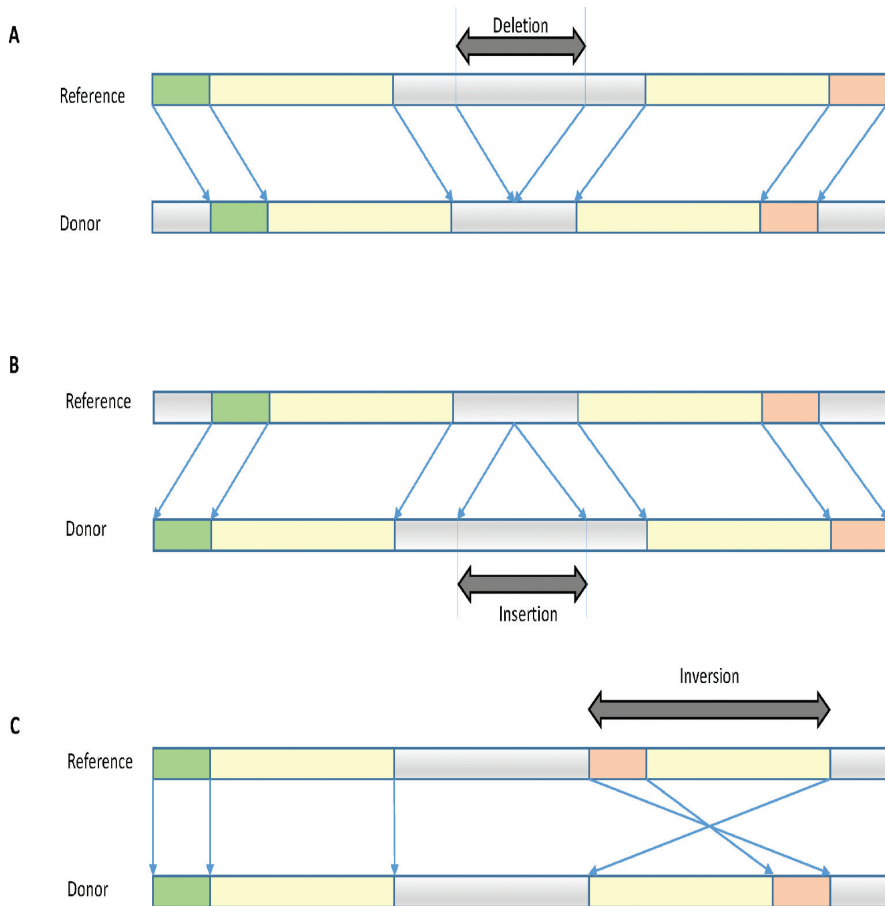 A
Deletion
Reference
Donor
B
Reference
Donor
Insertion
Inversion
C
Reference
Donor